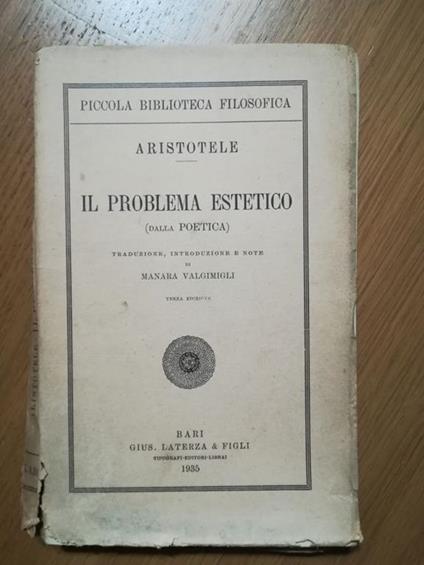 PICCOLA BIBLIOTECA FILOSOFICA
ARISTOTELE
IL PROBLEMA ESTETICO
(DALLA POETICA)
TRADUZIONE, INTRODUZIONE E NOTE
DI
MANARA VALGIMIGLI
TERZA EDIZIONE
BARI
GIUS. LATERZA & FIGLI
TIPOGRAFI-EDITORI-LIBRAI
1935
ARISTOTELE